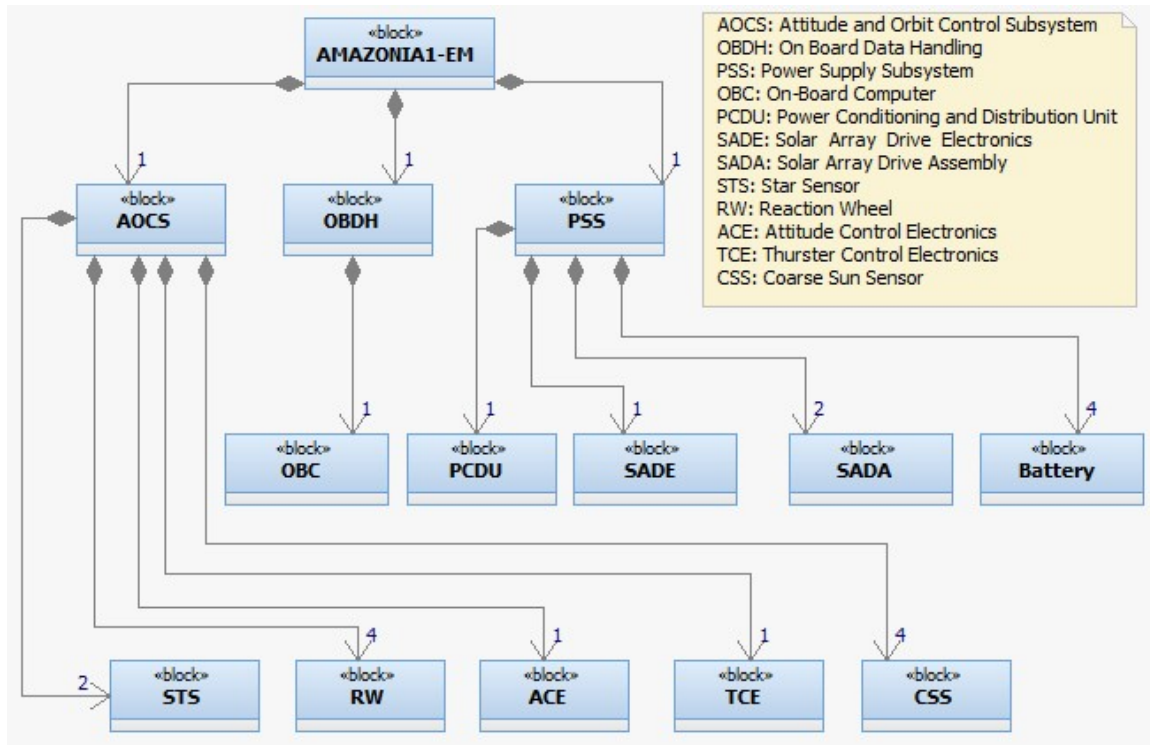 «block»
AMAZONIA1-EM
AOCS: Attitude and Orbit Control Subsystem
OBDH: On Board Data Handling
PSS: Power Supply Subsystem
OBC: On-Board Computer
PCDU: Power Conditioning and Distribution Unit
SADE: Solar Array Drive Electronics
SADA: Solar Array Drive Assembly
STS: Star Sensor
RW: Reaction Wheel
ACE: Attitude Control Electronics
TCE: Thurster Control Electronics
CSS: Coarse Sun Sensor
1
1
1
«block»
AOCS
«block»
OBDH
«block»
PSS
1
1
1
2
4
«block»
OBC
«block»
PCDU
«block»
SADE
«block»
SADA
«block»
Battery
2
4
1
1
4
«block»
STS
«block»
RW
«block»
ACE
«block»
TCE
«block»
CSS